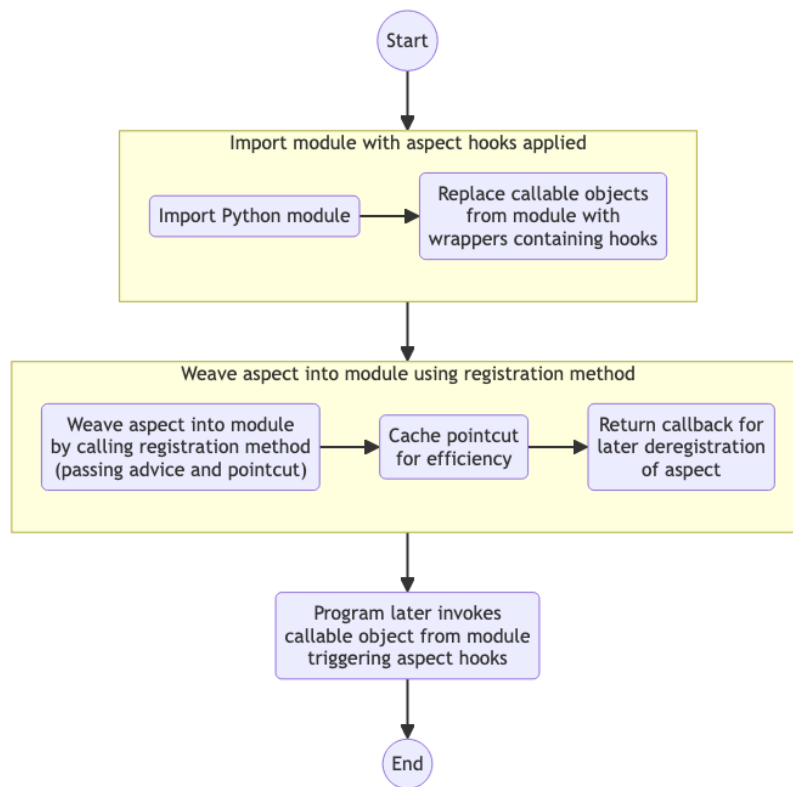 Start
Import module with aspect hooks applied
Import Python module
Replace callable objects
from module with
wrappers containing hooks
Weave aspect into module using registration method
Weave aspect into module
by calling registration method
(passing advice and pointcut)
Cache pointcut
for efficiency
Return callback for
later deregistration
of aspect
Program later invokes
callable object from module
triggering aspect hooks
End